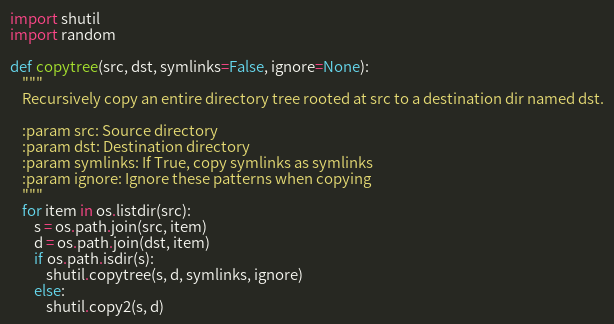 import shutil
import random

def copytree(src, dst, symlinks=False, ignore=None):
    """
    Recursively copy an entire directory tree rooted at src to a destination dir named dst.

    :param src: Source directory
    :param dst: Destination directory
    :param symlinks: If True, copy symlinks as symlinks
    :param ignore: Ignore these patterns when copying
    """
    for item in os.listdir(src):
        s = os.path.join(src, item)
        d = os.path.join(dst, item)
        if os.path.isdir(s):
            shutil.copytree(s, d, symlinks, ignore)
        else:
            shutil.copy2(s, d)